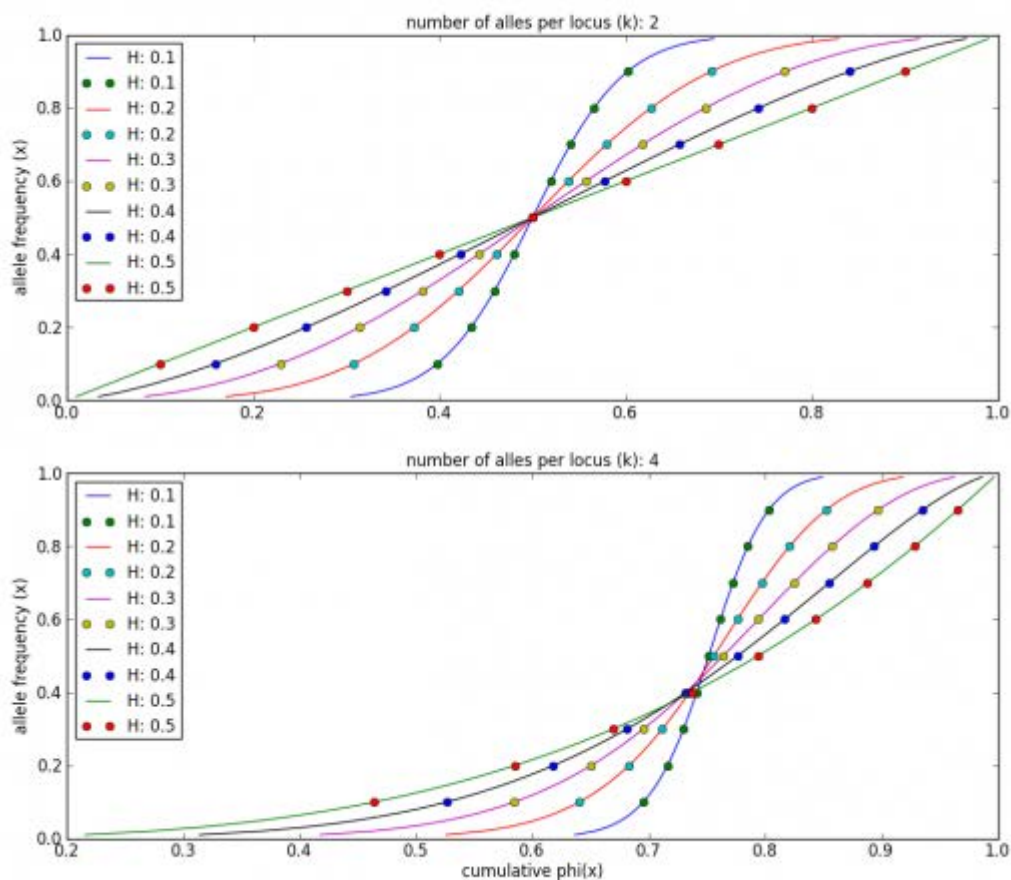 number of alles per locus (k): 2
allele frequency (x)
1.0
0.8
0.6
0.4
0.2
0.0
H: 0.1
H: 0.1
H: 0.2
H: 0.2
H: 0.3
H: 0.3
H: 0.4
H: 0.4
H: 0.5
H: 0.5
0.0 0.2 0.4 0.6 0.8 1.0
number of alles per locus (k): 4
allele frequency (x)
1.0
0.8
0.6
0.4
0.2
0.0
H: 0.1
H: 0.1
H: 0.2
H: 0.2
H: 0.3
H: 0.3
H: 0.4
H: 0.4
H: 0.5
H: 0.5
0.2 0.3 0.4 0.5 0.6 0.7 0.8 0.9 1.0
cumulative phi(x)